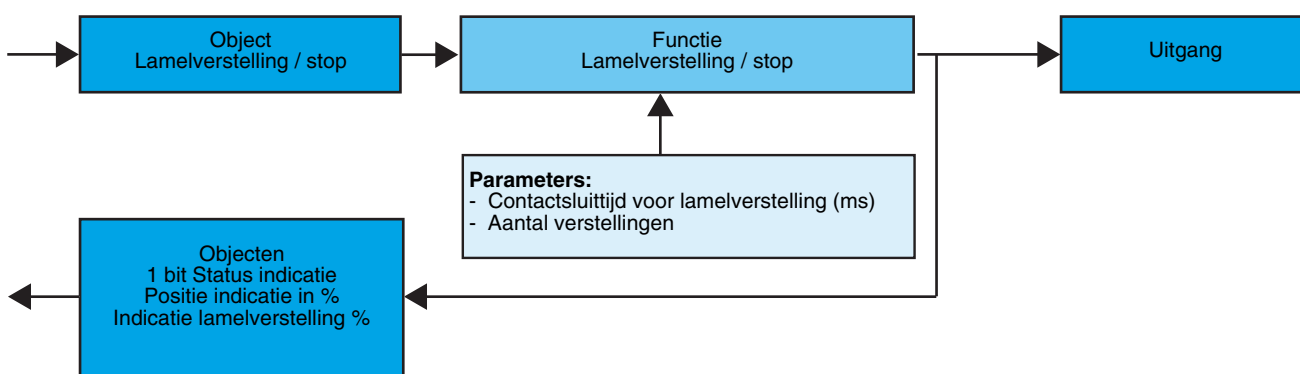 Object
Lamelverstelling / stop
Functie
Lamelverstelling / stop
Uitgang
Parameters:
- Contactsluittijd voor lamelverstelling (ms)
- Aantal verstellingen
Objecten
1 bit Status indicatie
Positie indicatie in %
Indicatie lamelverstelling %